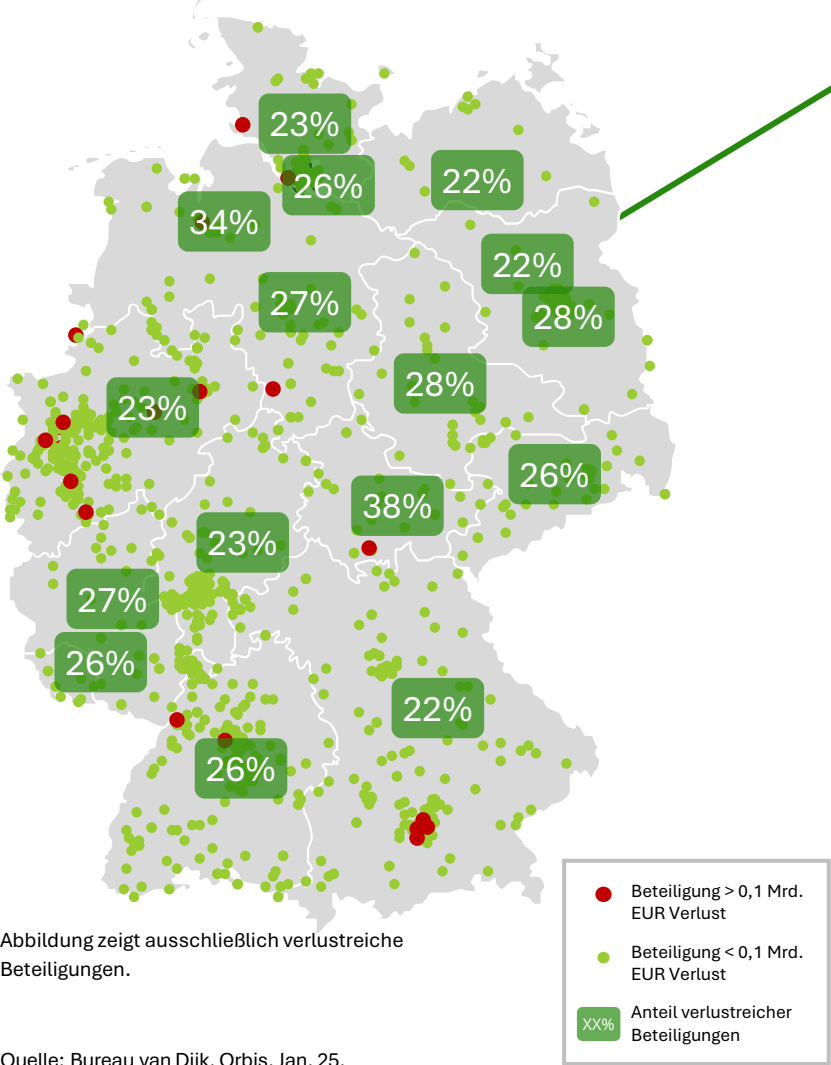 23%
26%
22%
34%
22%
27%
28%
28%
23%
26%
38%
23%
27%
26%
22%
26%
Beteiligung > 0,1 Mrd.
EUR Verlust
Beteiligung < 0,1 Mrd.
EUR Verlust
XX%
Anteil verlustreicher
Beteiligungen
Abbildung zeigt ausschließlich verlustreiche
Beteiligungen.
Quelle: Bureau van Dijk, Orbis, Jan. 25.